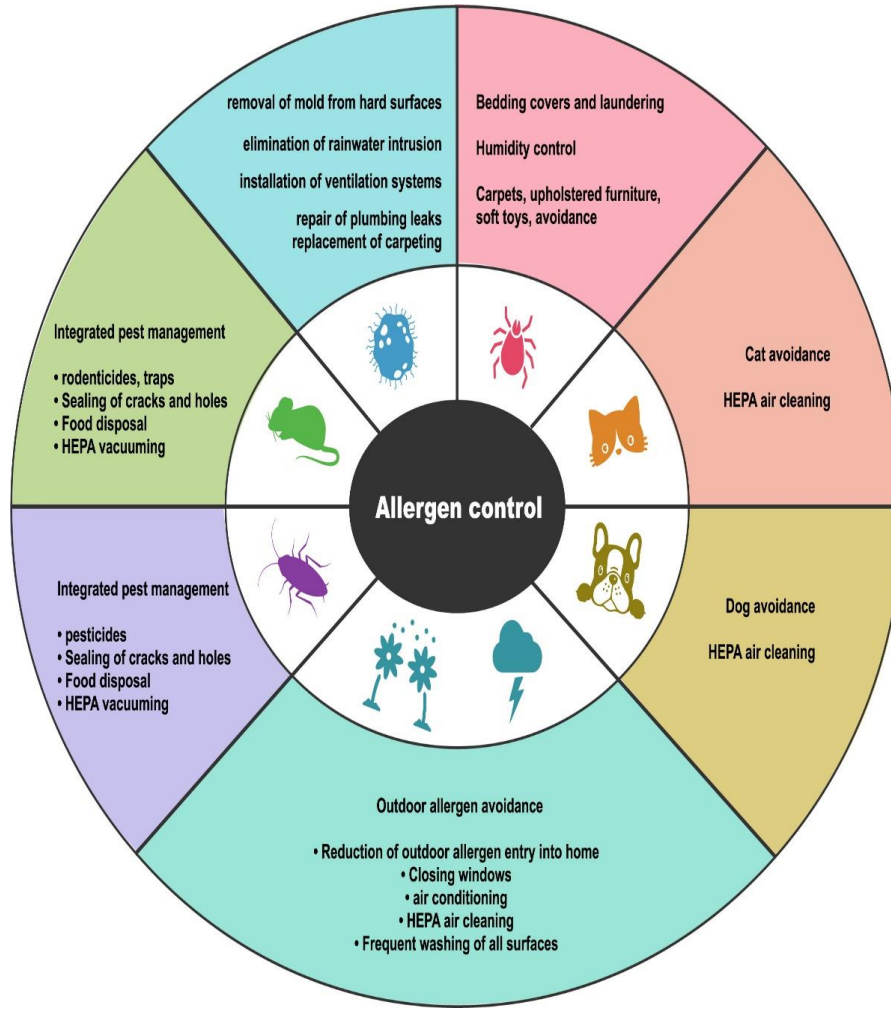 removal of mold from hard surfaces
elimination of rainwater intrusion
installation of ventilation systems
repair of plumbing leaks
replacement of carpeting
Bedding covers and laundering
Humidity control
Carpets, upholstered furniture,
soft toys, avoidance
Cat avoidance
HEPA air cleaning
Dog avoidance
HEPA air cleaning
Outdoor allergen avoidance
• Reduction of outdoor allergen entry into home
• Closing windows
• air conditioning
• HEPA air cleaning
• Frequent washing of all surfaces
Integrated pest management
• pesticides
• Sealing of cracks and holes
• Food disposal
• HEPA vacuuming
Integrated pest management
• rodenticides, traps
• Sealing of cracks and holes
• Food disposal
• HEPA vacuuming
Allergen control